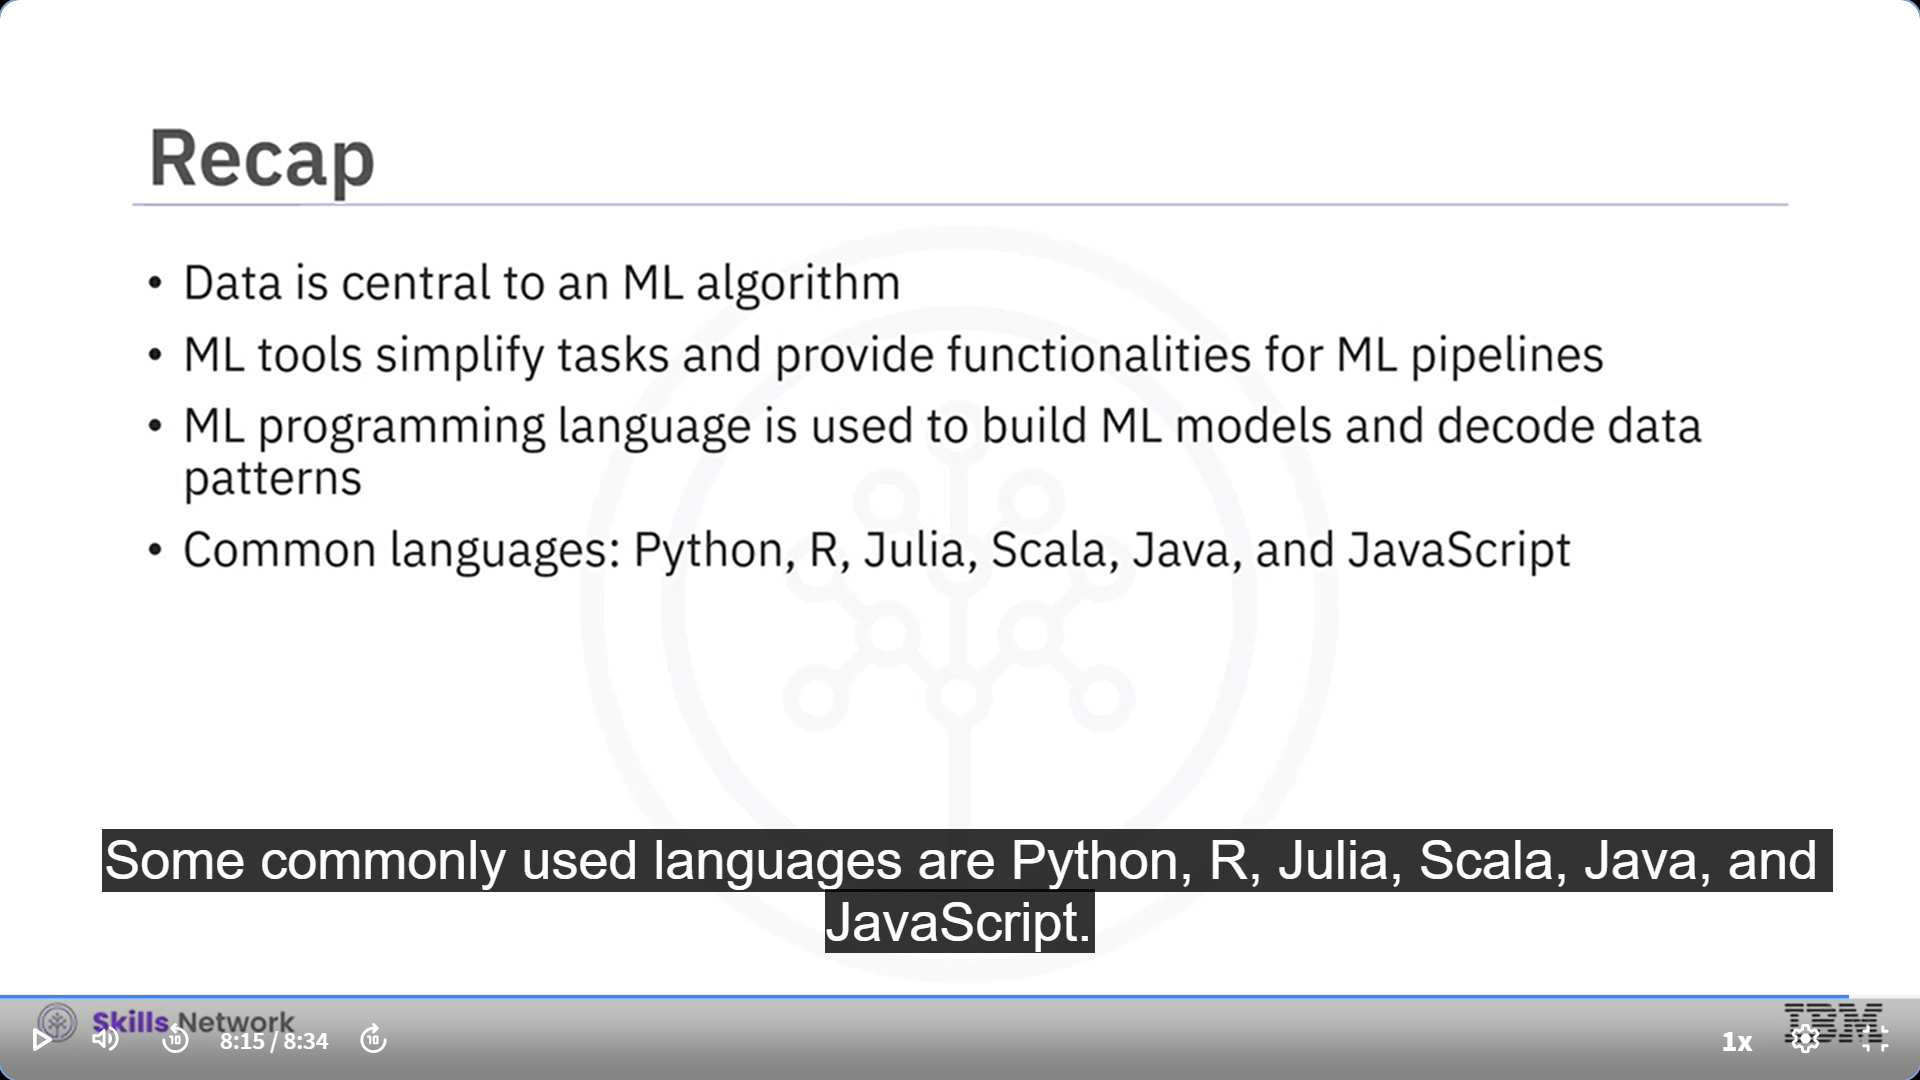 Recap
• Data is central to an ML algorithm
• ML tools simplify tasks and provide functionalities for ML pipelines
• ML programming language is used to build ML models and decode data
patterns
• Common languages: Python, R, Julia, Scala, Java, and JavaScript
Some commonly used languages are Python, R, Julia, Scala, Java, and
JavaScript.
Skills Network
IBM
10
8:15 / 8:34
10
1x